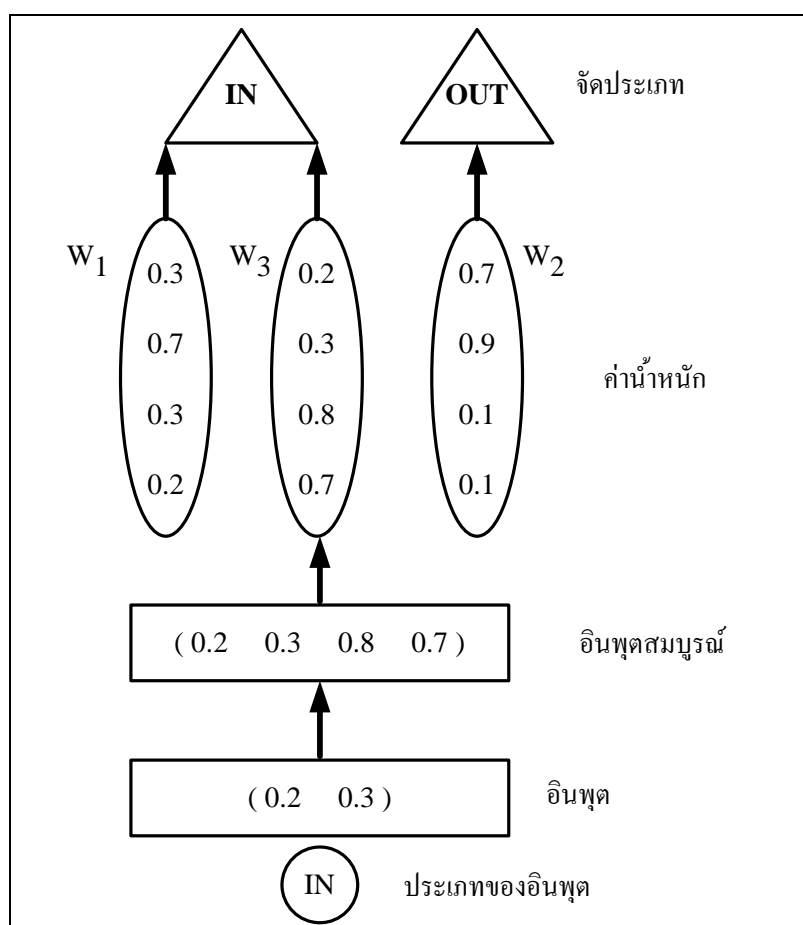 IN OUT จัดประเภท
W1 W3 W2
0.3 0.2 0.7
0.7 0.3 0.9
ค่าน้ำหนัก
0.3 0.8 0.1
0.2 0.7 0.1
( 0.2 0.3 0.8 0.7 ) อินพุตสมบูรณ์
( 0.2 0.3 ) อินพุต
IN ประเภทของอินพุต